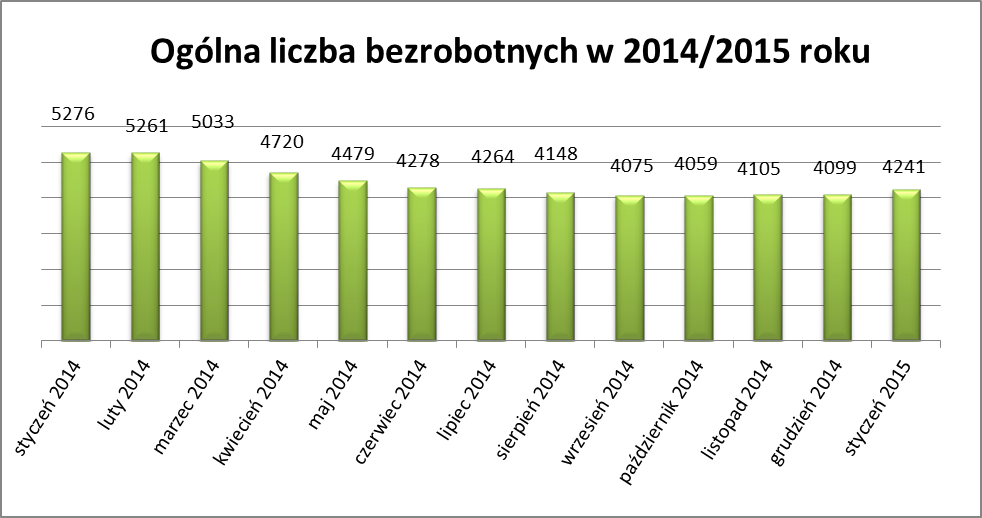 Ogólna liczba bezrobotnych w 2014/2015 roku
5276
5261
5033
4720
4479
4278
4264
4148
4075
4059
4105
4099
4241
styczeń 2014
luty 2014
marzec 2014
kwiecień 2014
maj 2014
czerwiec 2014
lipiec 2014
sierpień 2014
wrzesień 2014
październik 2014
listopad 2014
grudzień 2014
styczeń 2015